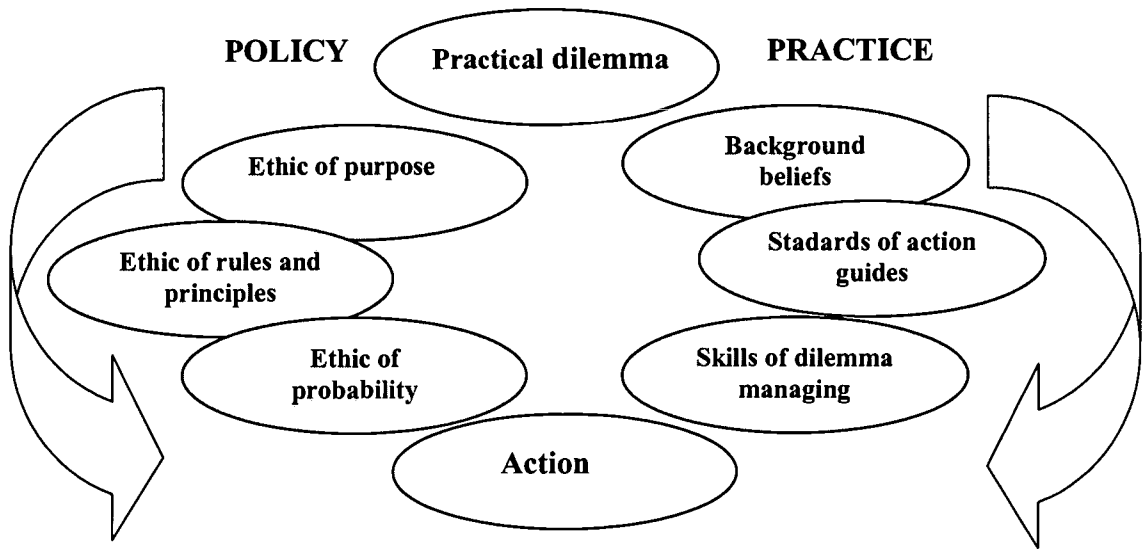 POLICY
Practical dilemma
PRACTICE
Ethic of purpose
Background
beliefs
Ethic of rules and
principles
Stadards of action
guides
Ethic of
probability
Skills of dilemma
managing
Action